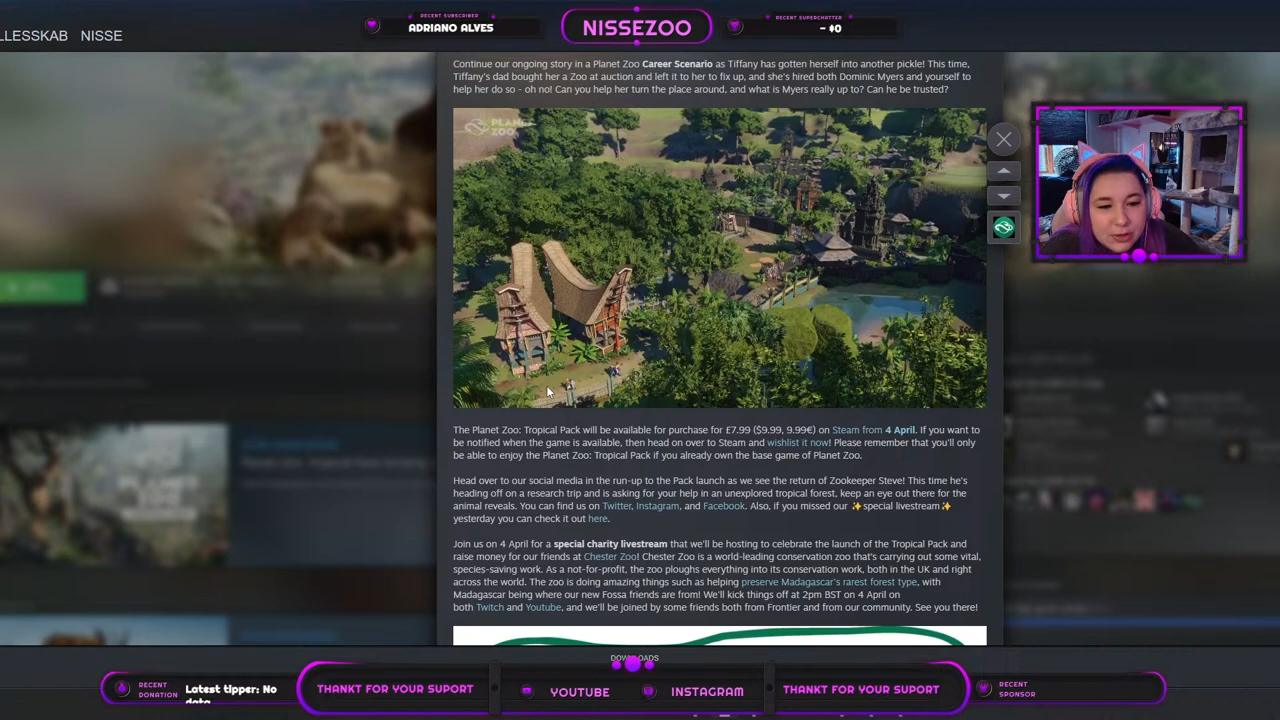 RECENT SUBSCRIBER
ADRIANO ALVES
NISSEZOO
RECENT SUPERCHATTER
- $0
LLESSKAB NISSE
Continue our ongoing story in a Planet Zoo Career Scenario as Tiffany has gotten herself into another pickle! This time,
Tiffany's dad bought her a Zoo at auction and left it to her to fix up, and she's hired both Dominic Myers and yourself to
help her do so - oh no! Can you help her turn the place around, and what is Myers really up to? Can he be trusted?
PLANET
ZOO
The Planet Zoo: Tropical Pack will be available for purchase for £7.99 ($9.99, 9.99€) on Steam from 4 April. If you want to
be notified when the game is available, then head on over to Steam and wishlist it now! Please remember that you'll only
be able to enjoy the Planet Zoo: Tropical Pack if you already own the base game of Planet Zoo.
Head over to our social media in the run-up to the Pack launch as we see the return of Zookeeper Steve! This time he's
heading off on a research trip and is asking for your help in an unexplored tropical forest, keep an eye out there for the
animal reveals. You can find us on Twitter, Instagram, and Facebook. Also, if you missed our ✨special livestream✨
yesterday you can check it out here.
Join us on 4 April for a special charity livestream that we'll be hosting to celebrate the launch of the Tropical Pack and
raise money for our friends at Chester Zoo! Chester Zoo is a world-leading conservation zoo that's carrying out some vital,
species-saving work. As a not-for-profit, the zoo ploughs everything into its conservation work, both in the UK and right
across the world. The zoo is doing amazing things such as helping preserve Madagascar's rarest forest type, with
Madagascar being where our new Fossa friends are from! We'll kick things off at 2pm BST on 4 April on
both Twitch and Youtube, and we'll be joined by some friends both from Frontier and from our community. See you there!
RECENT
DONATION
Latest tipper: No
data
THANKT FOR YOUR SUPORT
YOUTUBE
INSTAGRAM
THANKT FOR YOUR SUPORT
RECENT
SPONSOR